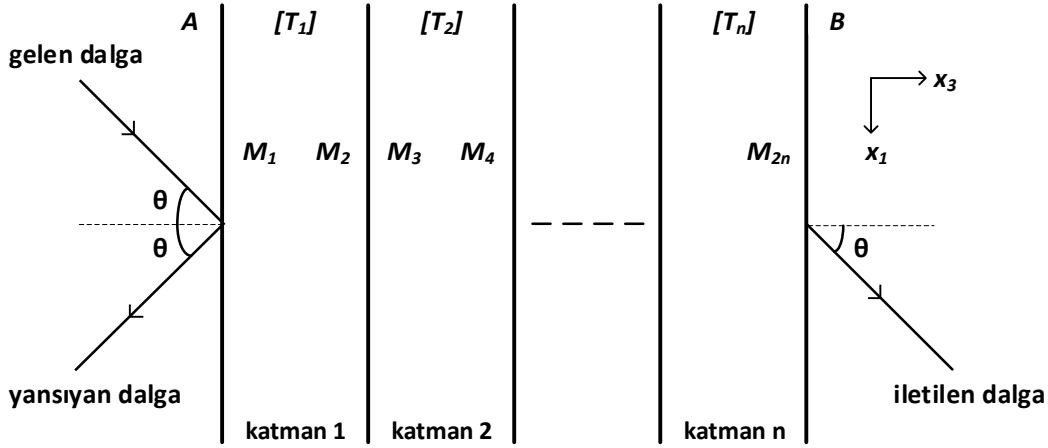 A [T1] [T2] [Tn] B
gelen dalga
x3
M1 M2 M3 M4 M2n x1
θ
θ
θ
yansıyan dalga
iletilen dalga
katman 1 katman 2 katman n